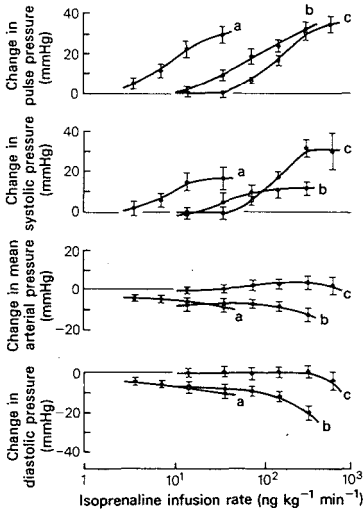 Change in
pulse pressure
(mmHg)
40
20
0
a
b
c
Change in
systolic pressure
(mmHg)
40
20
0
a
b
c
Change in mean
arterial pressure
(mmHg)
0
-20
a
b
c
Change in
diastolic pressure
(mmHg)
0
-20
-40
a
b
c
1 10¹ 10² 10³
Isoprenaline infusion rate (ng kg⁻¹ min⁻¹)